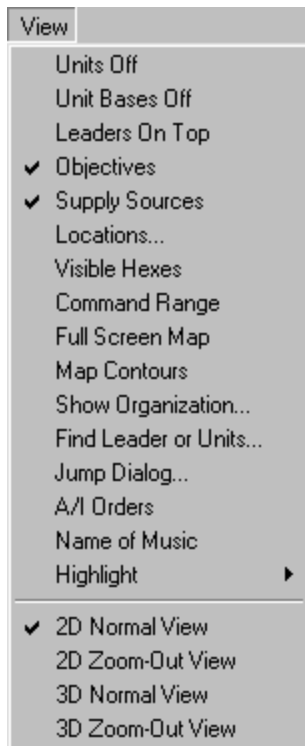 View
Units Off
Unit Bases Off
Leaders On Top
Objectives
Supply Sources
Locations...
Visible Hexes
Command Range
Full Screen Map
Map Contours
Show Organization...
Find Leader or Units...
Jump Dialog...
A/I Orders
Name of Music
Highlight
2D Normal View
2D Zoom-Out View
3D Normal View
3D Zoom-Out View